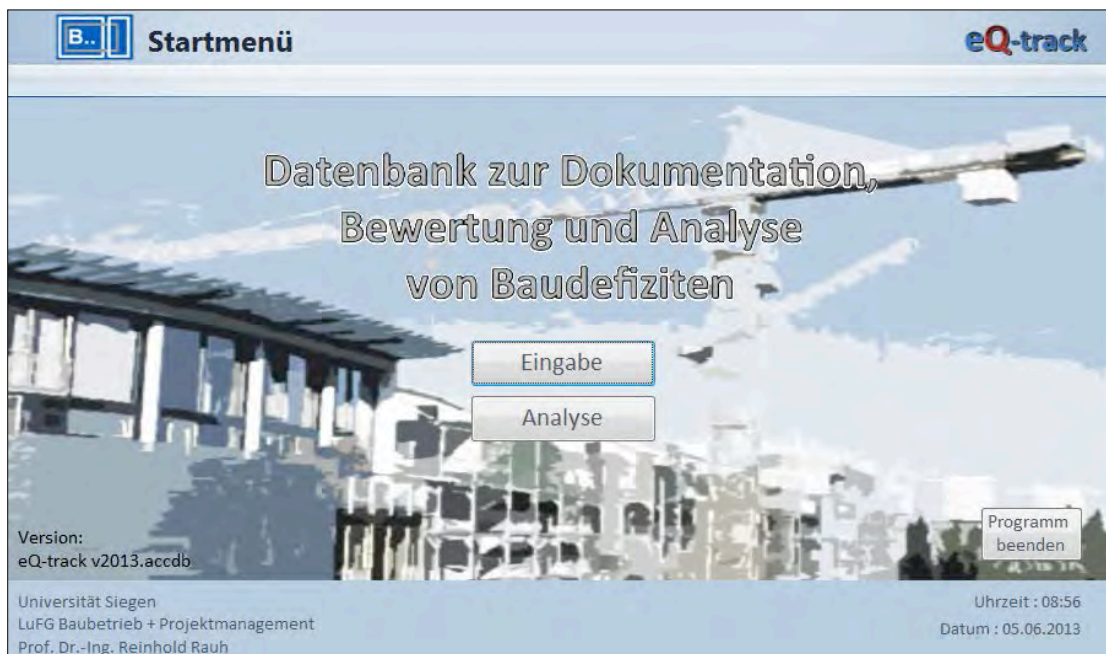 B..
Startmenü
eQ-track
Datenbank zur Dokumentation,
Bewertung und Analyse
von Baudefiziten
Eingabe
Analyse
Programm
beenden
Version:
eQ-track v2013.accdb
Universität Siegen
LuFG Baubetrieb + Projektmanagement
Prof. Dr.-Ing. Reinhold Rauh
Uhrzeit : 08:56
Datum : 05.06.2013